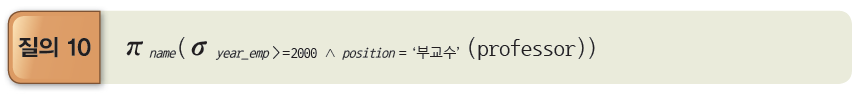 질의 10 π name(σ year_emp>=2000 ∧ position = ‘부교수’ (professor))